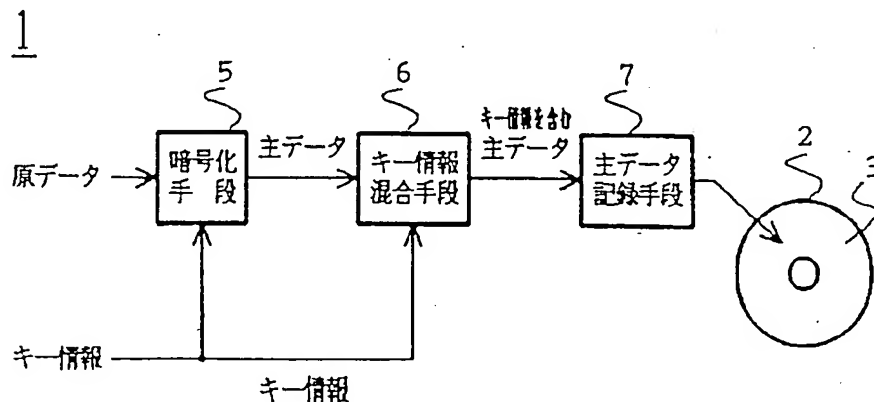 1
5
6
7
2
3
原データ
暗号化
手段
主データ
キー情報
混合手段
キー情報を含む
主データ
主データ
記録手段
キー情報
キー情報